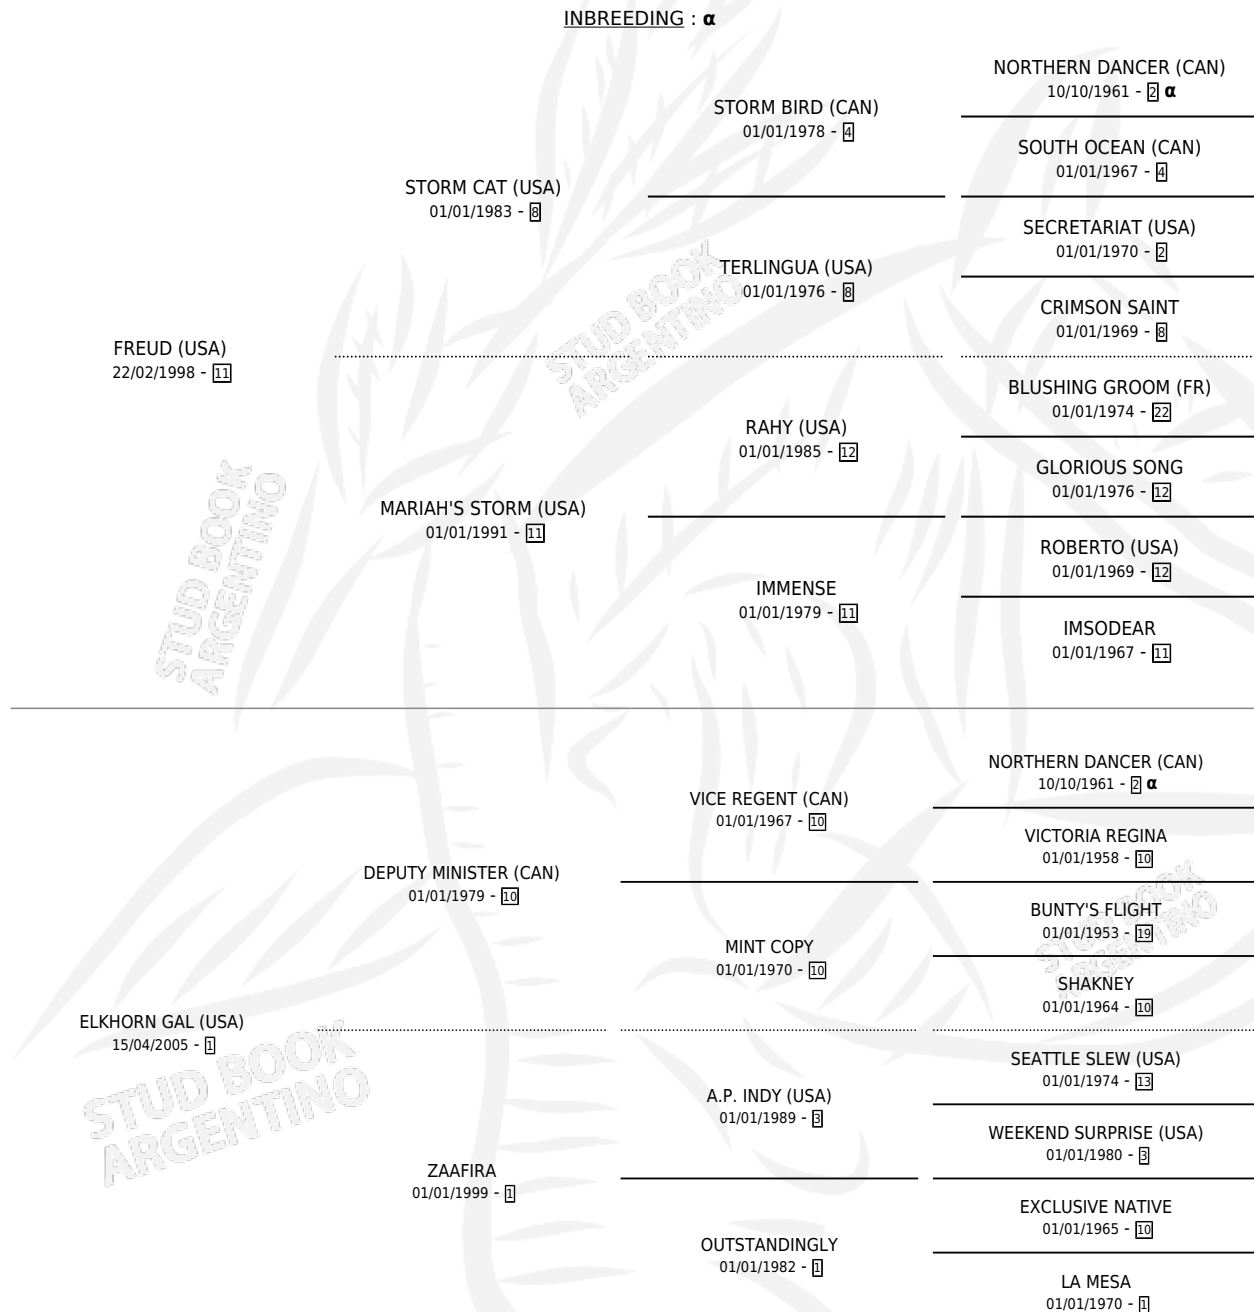 INBREEDING : α
NORTHERN DANCER (CAN)
10/10/1961 - 2 α
STORM BIRD (CAN)
01/01/1978 - 4
SOUTH OCEAN (CAN)
01/01/1967 - 4
STORM CAT (USA)
01/01/1983 - 8
SECRETARIAT (USA)
01/01/1970 - 2
TERLINGUA (USA)
01/01/1976 - 8
CRIMSON SAINT
01/01/1969 - 8
FREUD (USA)
22/02/1998 - 11
BLUSHING GROOM (FR)
01/01/1974 - 22
RAHY (USA)
01/01/1985 - 12
GLORIOUS SONG
01/01/1976 - 12
MARIAH'S STORM (USA)
01/01/1991 - 11
ROBERTO (USA)
01/01/1969 - 12
IMMENSE
01/01/1979 - 11
IMSODEAR
01/01/1967 - 11
NORTHERN DANCER (CAN)
10/10/1961 - 2 α
VICE REGENT (CAN)
01/01/1967 - 10
VICTORIA REGINA
01/01/1958 - 10
DEPUTY MINISTER (CAN)
01/01/1979 - 10
BUNTY'S FLIGHT
01/01/1953 - 19
MINT COPY
01/01/1970 - 10
SHAKNEY
01/01/1964 - 10
ELKHORN GAL (USA)
15/04/2005 - 1
SEATTLE SLEW (USA)
01/01/1974 - 13
A.P. INDY (USA)
01/01/1989 - 3
WEEKEND SURPRISE (USA)
01/01/1980 - 3
ZAAFIRA
01/01/1999 - 1
EXCLUSIVE NATIVE
01/01/1965 - 10
OUTSTANDINGLY
01/01/1982 - 1
LA MESA
01/01/1970 - 1
STUD BOOK
ARGENTINO
STUD BOOK
ARGENTINO
STUD BOOK
ARGENTINO
STUD BOOK
ARGENTINO